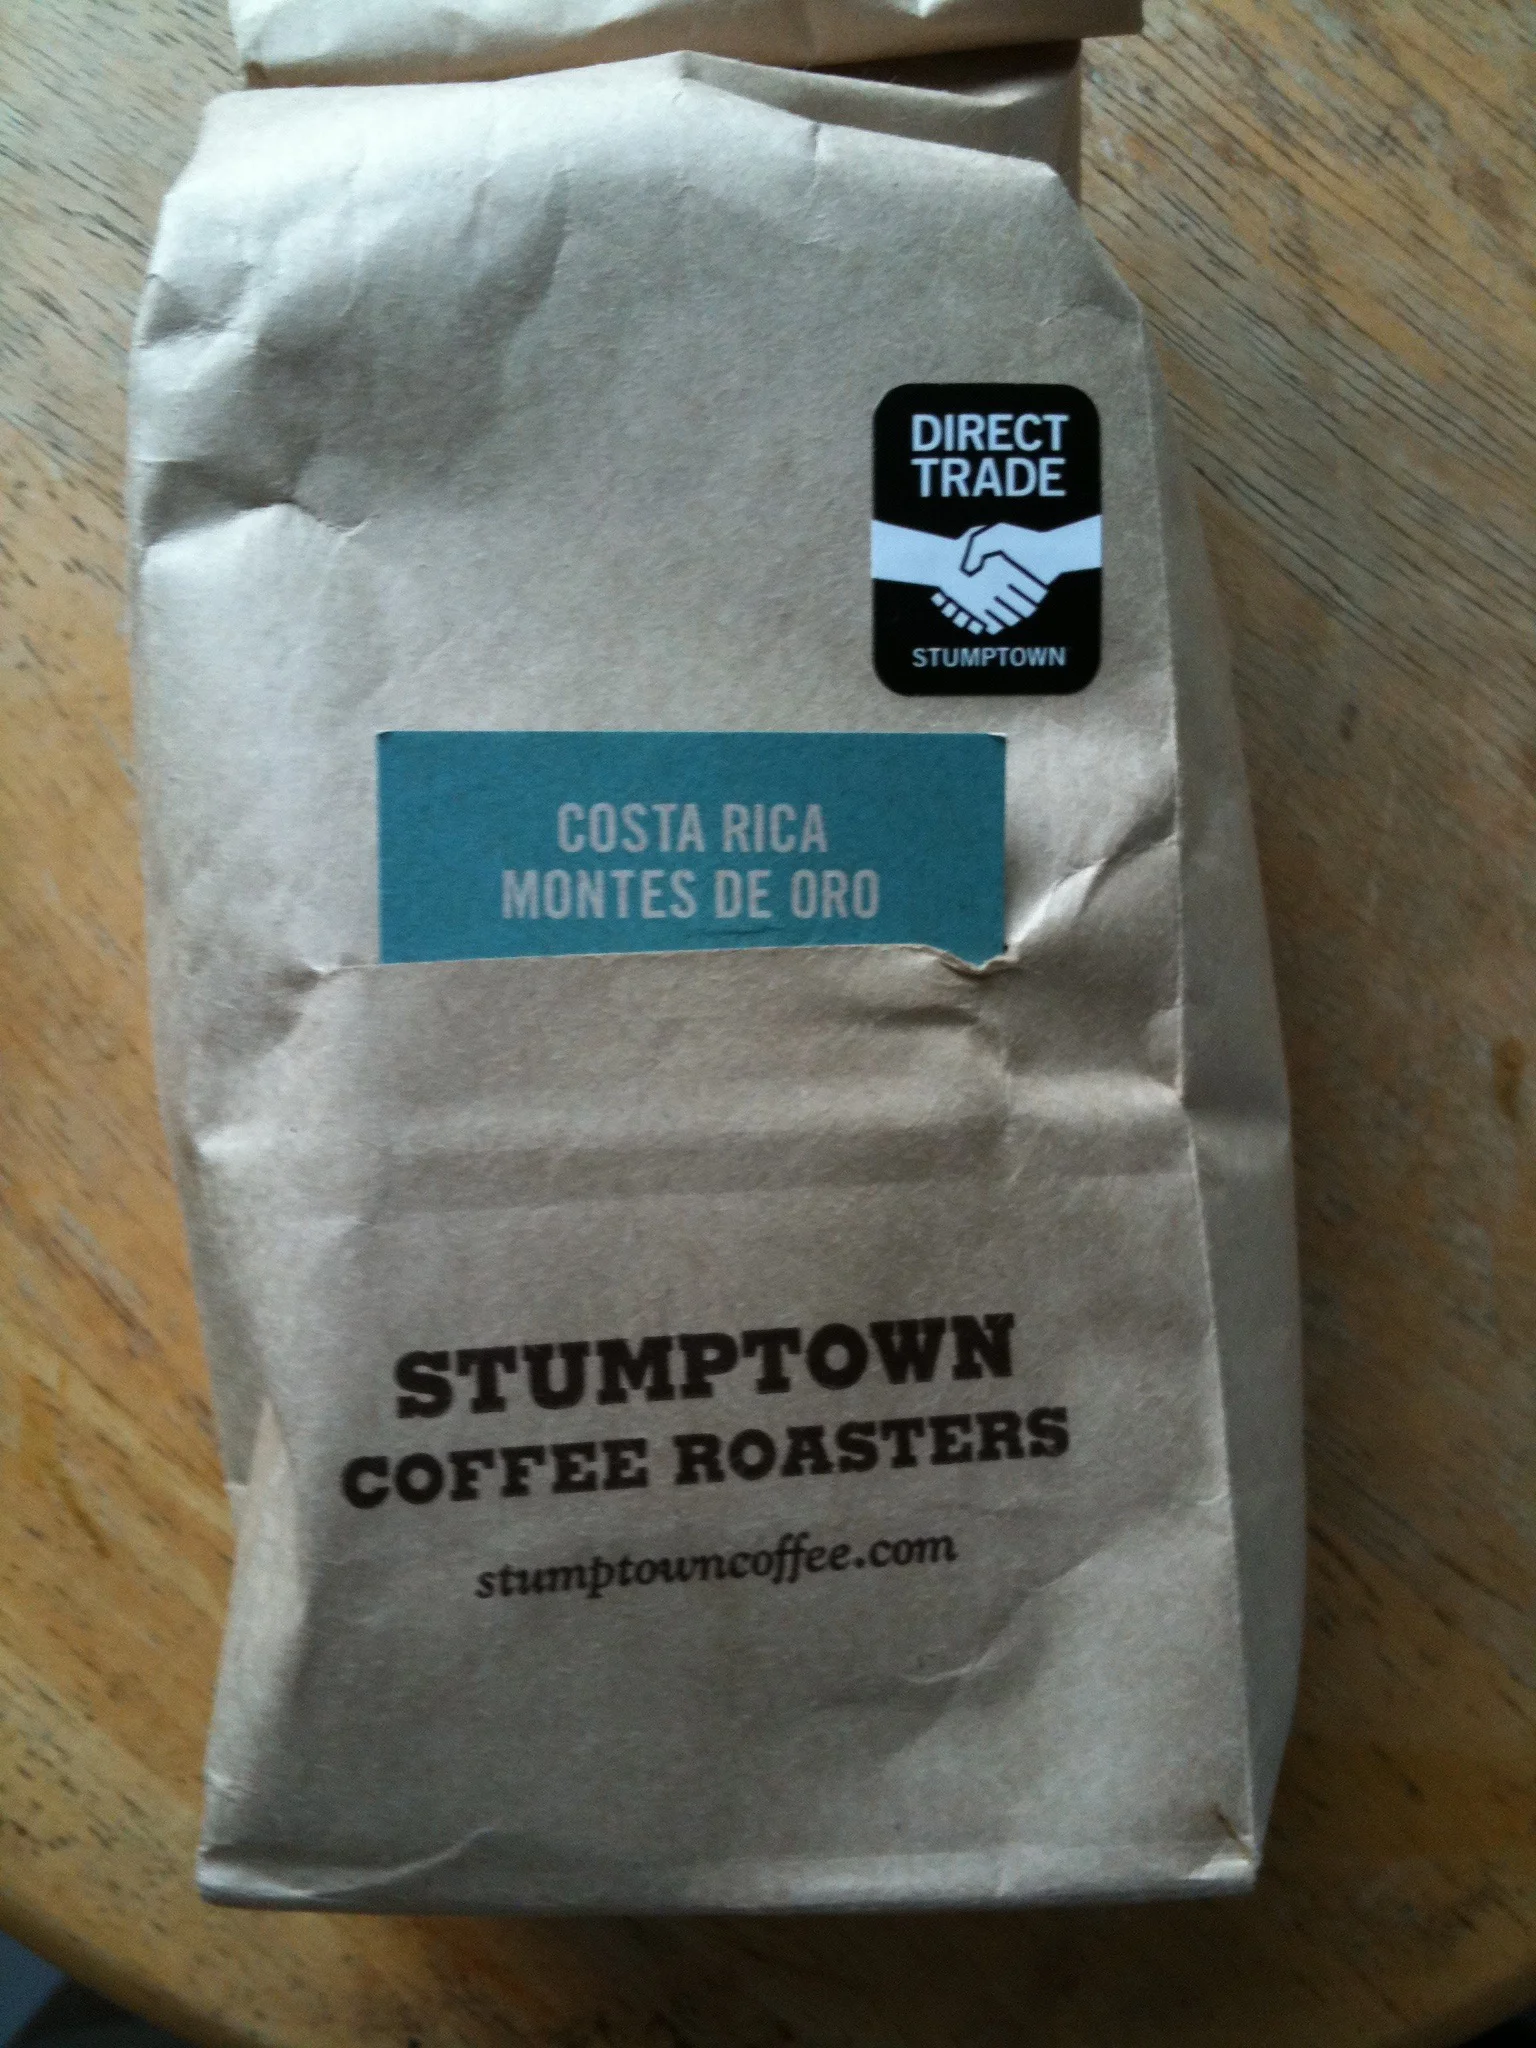 DIRECT
TRADE
STUMPTOWN
COSTA RICA
MONTES DE ORO
STUMPTOWN
COFFEE ROASTERS
stumptowncoffee.com